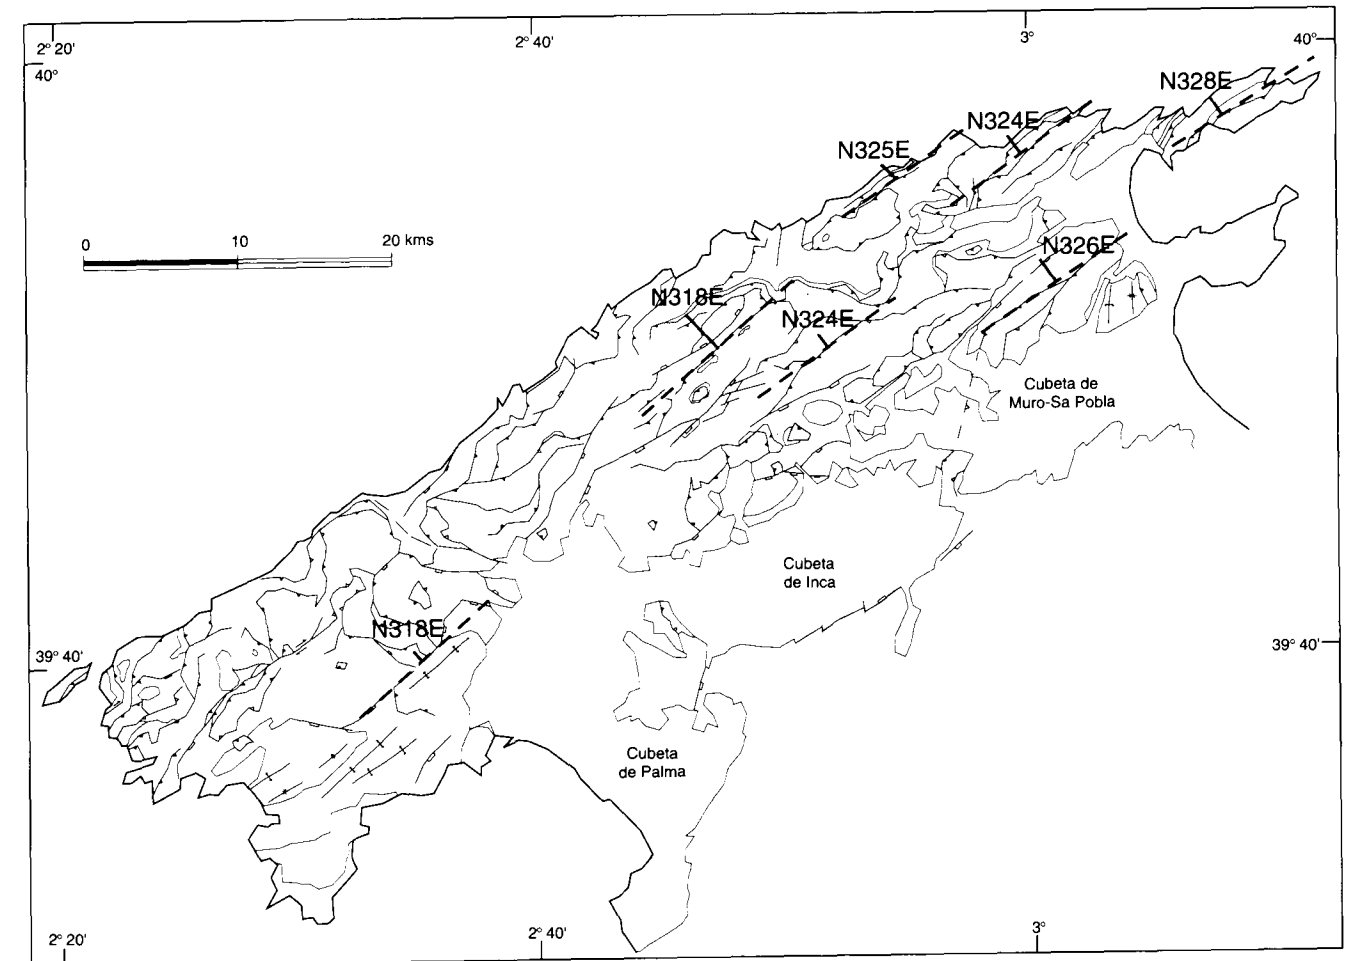 2° 20'
2° 40'
3°
40°
40°
N328E
N324E
N325E
0 10 20 kms
N326E
N318E
N324E
Cubeta de
Muro-Sa Pobla
Cubeta
de Inca
N318E
39° 40'
39° 40'
Cubeta
de Palma
2° 20'
2° 40'
3°